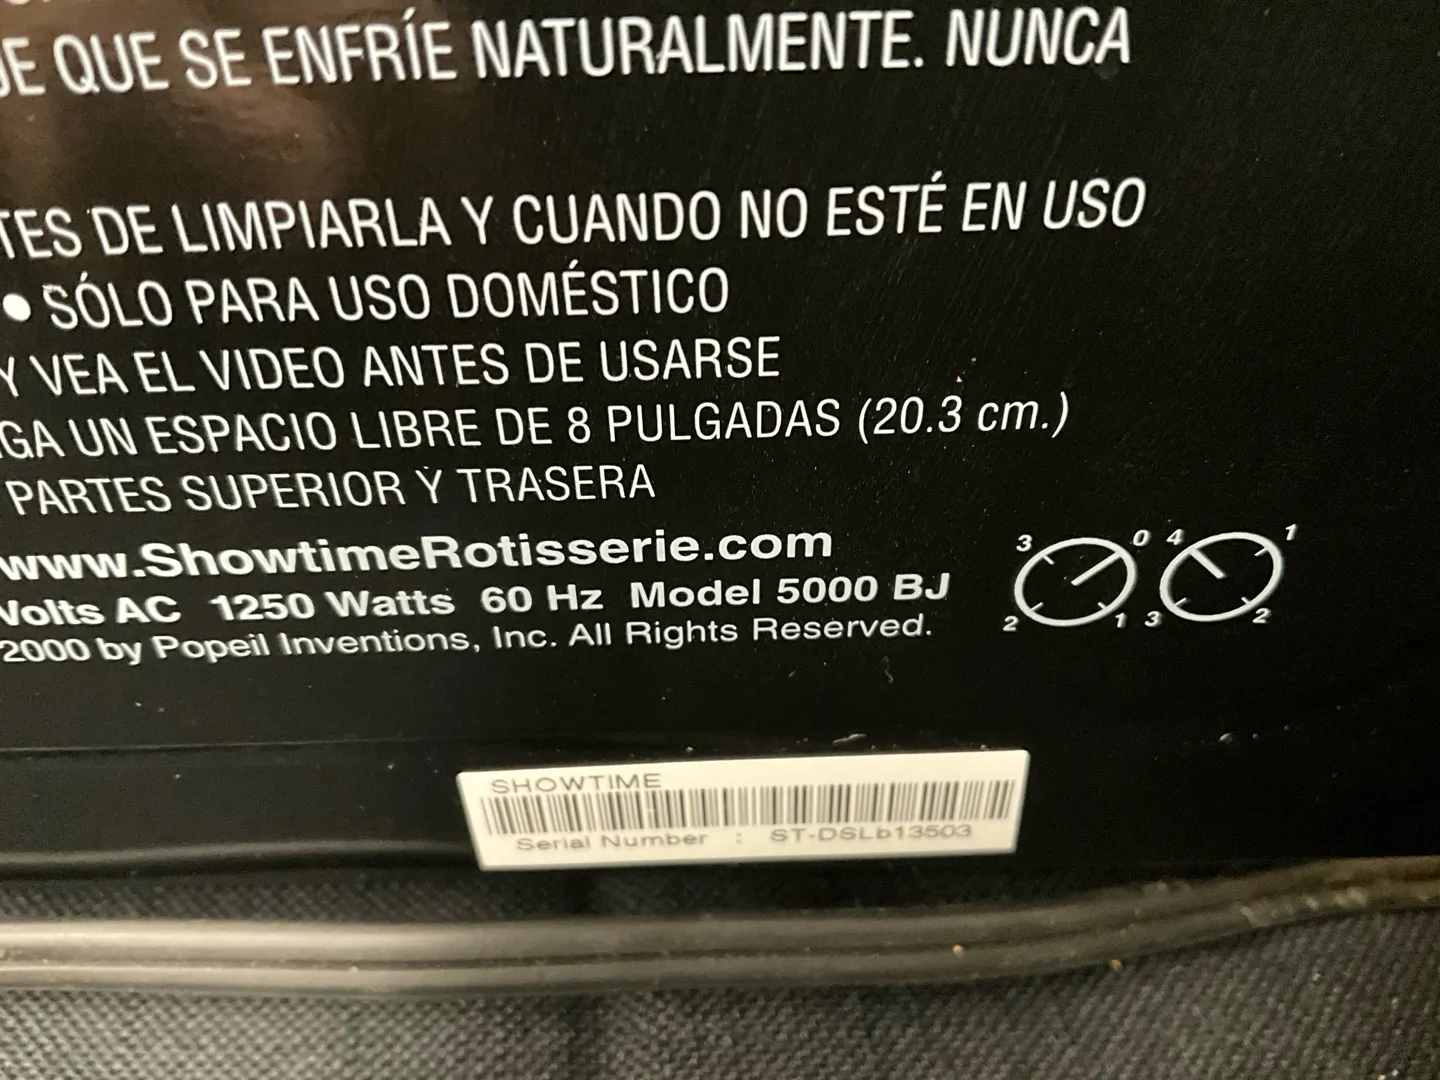 DE QUE SE ENFRÍE NATURALMENTE. NUNCA
TES DE LIMPIARLA Y CUANDO NO ESTÉ EN USO
• SÓLO PARA USO DOMÉSTICO
Y VEA EL VIDEO ANTES DE USARSE
GA UN ESPACIO LIBRE DE 8 PULGADAS (20.3 cm.)
PARTES SUPERIOR Y TRASERA
www.ShowtimeRotisserie.com
Volts AC 1250 Watts 60 Hz Model 5000 BJ
2000 by Popeil Inventions, Inc. All Rights Reserved.
3 0 4 1
2 1 3 2
SHOWTIME
Serial Number : ST-DSLb13503